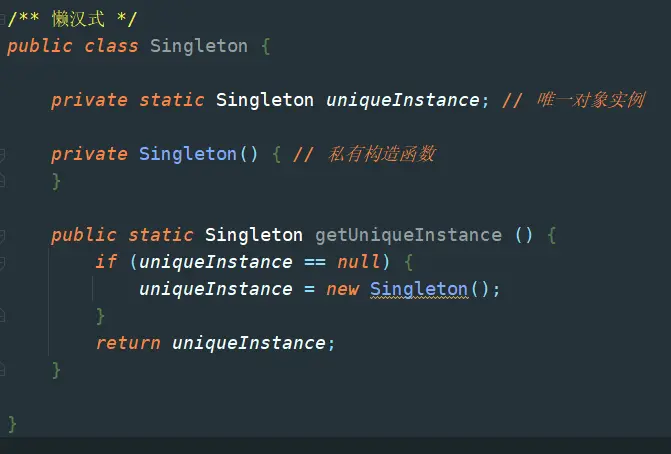 /** 懒汉式 */
public class Singleton {
private static Singleton uniqueInstance; // 唯一对象实例
private Singleton() { // 私有构造函数
}
public static Singleton getUniqueInstance () {
if (uniqueInstance == null) {
uniqueInstance = new Singleton();
}
return uniqueInstance;
}
}